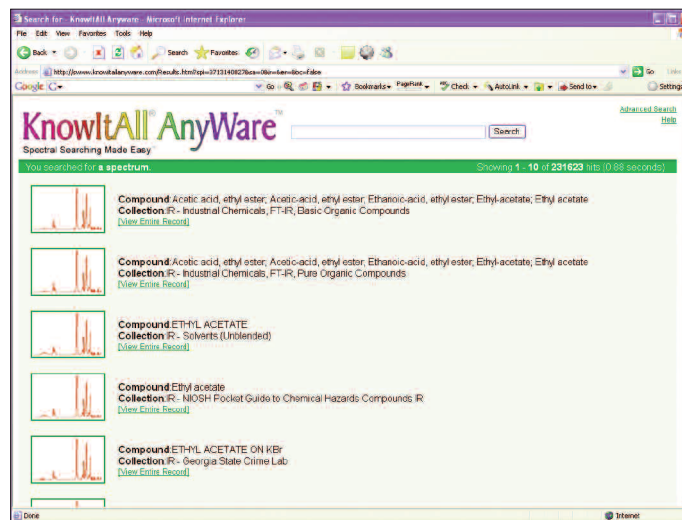 Search for - KnowItAll Anyware - Microsoft Internet Explorer
File Edit View Favorites Tools Help
Back Search Favorites
Address Go Links
Google Go Bookmarks PageRank Check AutoLink Send to Settings
Advanced Search
Help
KnowItAll AnyWare
Spectral Searching Made Easy
Search
You searched for a spectrum. Showing 1 - 10 of 231623 hits (0.88 seconds)
Compound:Acetic acid, ethyl ester; Acetic-acid, ethyl ester; Ethanoic-acid, ethyl ester; Ethyl-acetate; Ethyl acetate
Collection:IR - Industrial Chemicals, FT-IR, Basic Organic Compounds
[View Entire Record]
Compound:Acetic acid, ethyl ester; Acetic-acid, ethyl ester; Ethanoic-acid, ethyl ester; Ethyl-acetate; Ethyl acetate
Collection:IR - Industrial Chemicals, FT-IR, Pure Organic Compounds
[View Entire Record]
Compound:ETHYL ACETATE
Collection:IR - Solvents (Unblended)
[View Entire Record]
Compound:Ethyl acetate
Collection:IR - NIOSH Pocket Guide to Chemical Hazards Compounds IR
[View Entire Record]
Compound:ETHYL ACETATE ON KBr
Collection:IR - Georgia State Crime Lab
[View Entire Record]
Done Internet